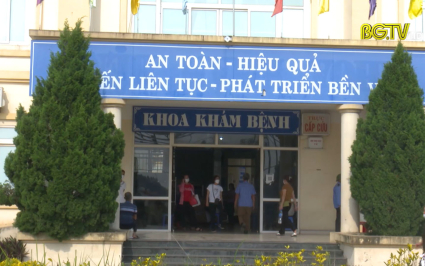 BGTV
AN TOÀN - HIỆU QUẢ
ẾN LIÊN TỤC - PHÁT TRIỂN BỀN V
KHOA KHÁM BỆNH
CẤP CỨU